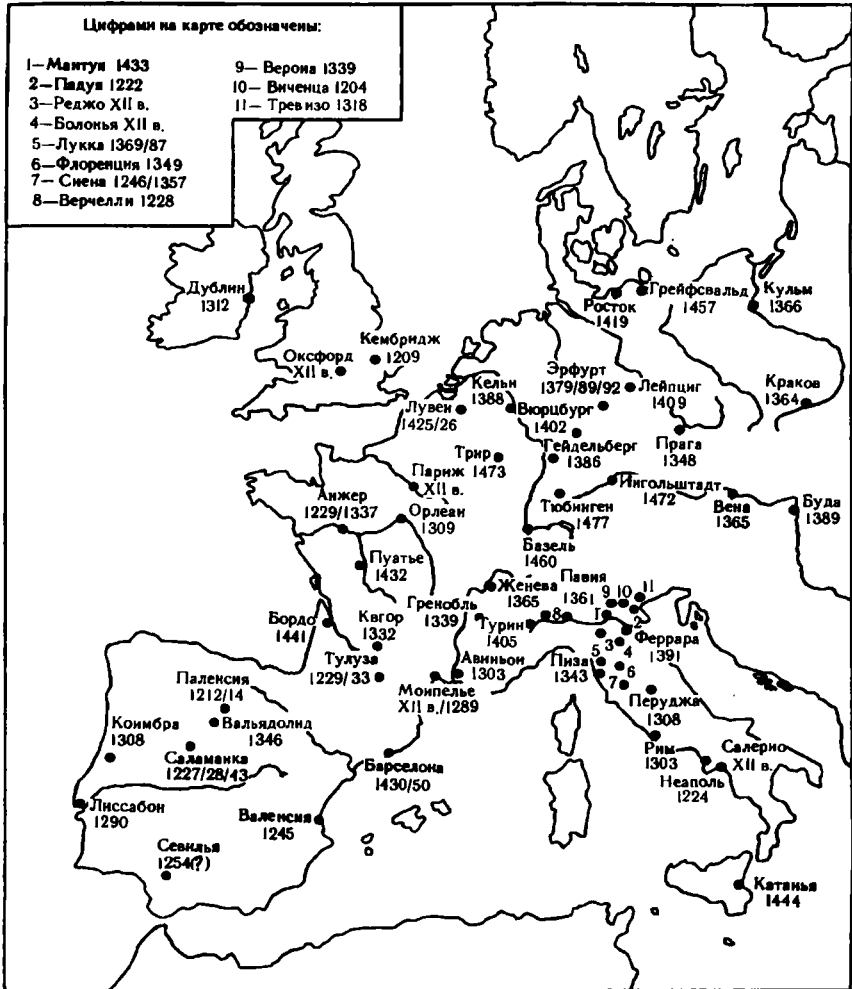 Цифрами на карте обозначены:
1—Мантуя 1433
2—Падуя 1222
3—Реджо XII в.
4—Болонья XII в.
5—Лукка 1369/87
6—Флоренция 1349
7—Сиена 1246/1357
8—Верчелли 1228
9— Верона 1339
10— Виченца 1204
11—Тревизо 1318
Дублин
1312
Кембридж
1209
Оксфорд
XII в.
Росток
1419
Грейфсвальд
1457
Кульм
1366
Эрфурт
1379/89/92
Лейпциг
1409
Краков
1364
Кельн
1388
Лувен
1425/26
Вюрцбург
1402
Прага
1348
Гейдельберг
1386
Трир
1473
Париж
XII в.
Ингольштадт
1472
Вена
1365
Буда
1389
Тюбинген
1477
Анжер
1229/1337
Орлеан
1309
Базель
1460
Пуатье
1432
Женева
1365
Павия
1361
9 10 11
8
1
2
3
4
5
6
7
Гренобль
1339
Турин
1405
Феррара
1391
Бордо
1441
Квгор
1332
Тулуза
1229/33
Авиньон
1303
Монпелье
XII в./1289
Пиза
1343
Перуджа
1308
Паленсия
1212/14
Вальядолид
1346
Коимбра
1308
Саламанка
1227/28/43
Барселона
1430/50
Рим
1303
Салерно
XII в.
Неаполь
1224
Лиссабон
1290
Валенсия
1245
Севилья
1254(?)
Катанья
1444